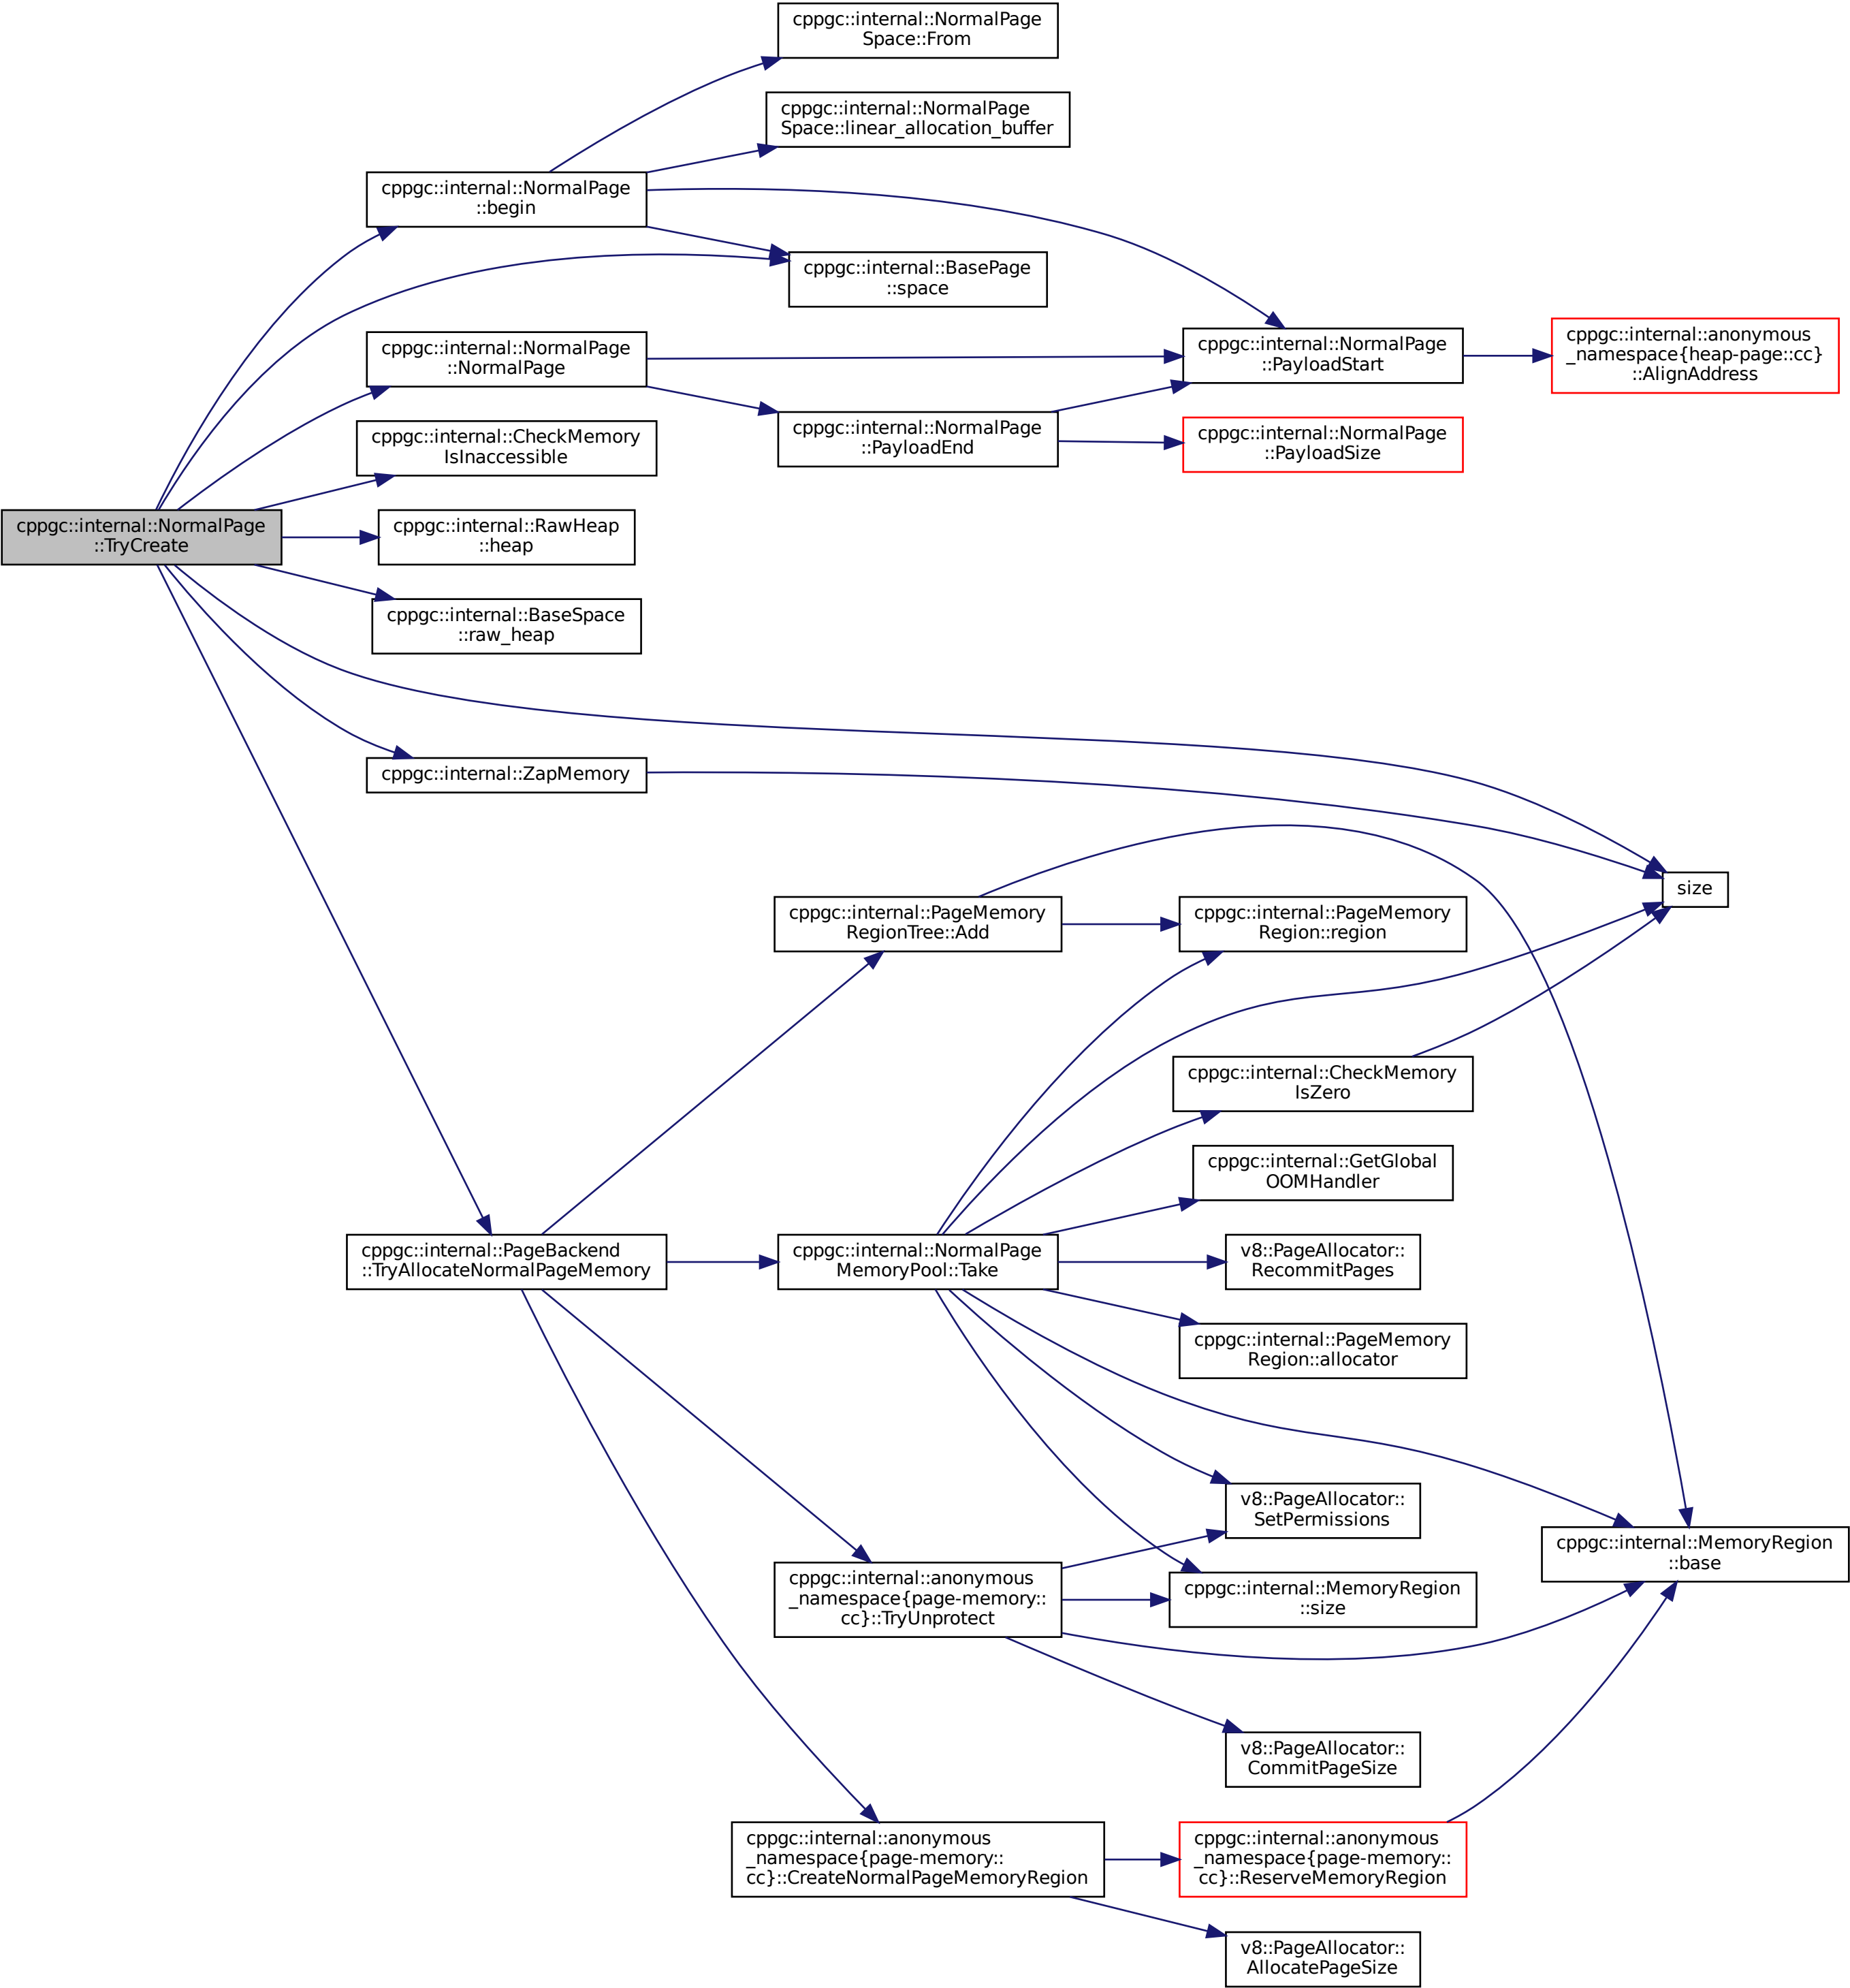 cppgc::internal::NormalPage
Space::From
cppgc::internal::NormalPage
Space::linear_allocation_buffer
cppgc::internal::NormalPage
::begin
cppgc::internal::BasePage
::space
cppgc::internal::NormalPage
::NormalPage
cppgc::internal::NormalPage
::PayloadStart
cppgc::internal::anonymous
_namespace{heap-page::cc}
::AlignAddress
cppgc::internal::CheckMemory
IsInaccessible
cppgc::internal::NormalPage
::PayloadEnd
cppgc::internal::NormalPage
::PayloadSize
cppgc::internal::NormalPage
::TryCreate
cppgc::internal::RawHeap
::heap
cppgc::internal::BaseSpace
::raw_heap
cppgc::internal::ZapMemory
size
cppgc::internal::PageMemory
RegionTree::Add
cppgc::internal::PageMemory
Region::region
cppgc::internal::CheckMemory
IsZero
cppgc::internal::GetGlobal
OOMHandler
cppgc::internal::PageBackend
::TryAllocateNormalPageMemory
cppgc::internal::NormalPage
MemoryPool::Take
v8::PageAllocator::
RecommitPages
cppgc::internal::PageMemory
Region::allocator
v8::PageAllocator::
SetPermissions
cppgc::internal::MemoryRegion
::base
cppgc::internal::anonymous
_namespace{page-memory::
cc}::TryUnprotect
cppgc::internal::MemoryRegion
::size
v8::PageAllocator::
CommitPageSize
cppgc::internal::anonymous
_namespace{page-memory::
cc}::CreateNormalPageMemoryRegion
cppgc::internal::anonymous
_namespace{page-memory::
cc}::ReserveMemoryRegion
v8::PageAllocator::
AllocatePageSize